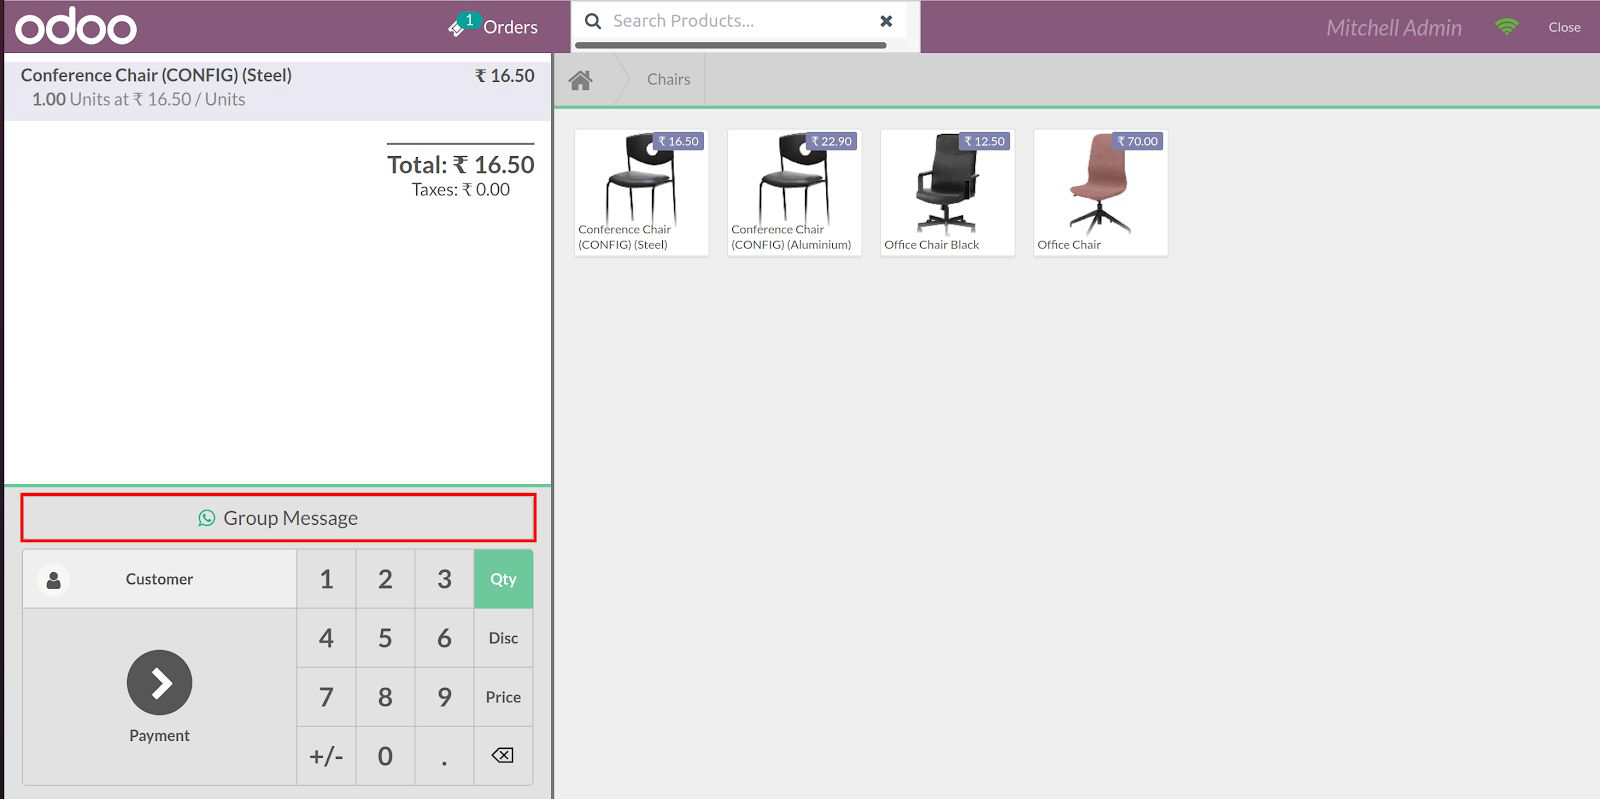 odoo
1 Orders
Search Products...
Mitchell Admin
Close
Conference Chair (CONFIG) (Steel) ₹ 16.50
1.00 Units at ₹ 16.50 / Units
Total: ₹ 16.50
Taxes: ₹ 0.00
Chairs
₹ 16.50
Conference Chair
(CONFIG) (Steel)
₹ 22.90
Conference Chair
(CONFIG) (Aluminium)
₹ 12.50
Office Chair Black
₹ 70.00
Office Chair
Group Message
Customer
1 2 3 Qty
4 5 6 Disc
7 8 9 Price
+/- 0 .
Payment